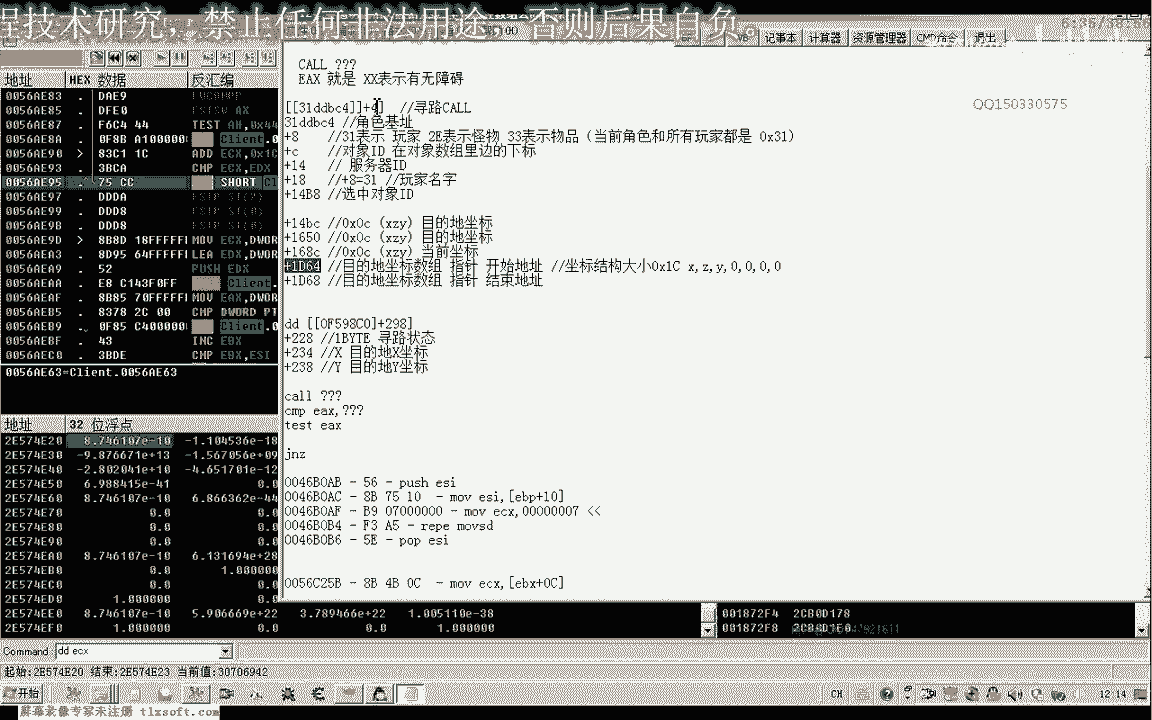 程技术研究，禁止任何非法用途，否则后果自负。
记事本 计算器 资源管理器 CMD命令 退出
地址 HEX 数据 反汇编
CALL ???
EAX 就是 XX表示有无障碍
[[31ddbc4]]+4] //寻路CALL
31ddbc4 //角色基址
+8 //31表示 玩家 2E表示怪物 33表示物品（当前角色和所有玩家都是 0x31）
+c //对象ID 在对象数组里边的下标
+14 // 服务器ID
+18 //+8=31 //玩家名字
+14B8 //选中对象ID
+14bc //0x0c (xzy) 目的地坐标
+1650 //0x0c (xzy) 目的地坐标
+168c //0x0c (xzy) 当前坐标
+1D64 //目的地坐标数组 指针 开始地址 //坐标结构大小0x1C x,z,y,0,0,0,0
+1D68 //目的地坐标数组 指针 结束地址
dd [[0F598C0]+298]
+228 //1BYTE 寻路状态
+234 //X 目的地X坐标
+238 //Y 目的地Y坐标
call ???
cmp eax,???
test eax
jnz
0046B0AB - 56 - push esi
0046B0AC - 8B 75 10 - mov esi,[ebp+10]
0046B0AF - B9 07000000 - mov ecx,00000007 <<
0046B0B4 - F3 A5 - repe movsd
0046B0B6 - 5E - pop esi
0056C25B - 8B 4B 0C - mov ecx,[ebx+0C]
QQ150330575
0056AE83 . DAE9
0056AE85 . DFE0
0056AE87 . F6C4 44 TEST AH,0x44
0056AE8A . 0F8B A100000 Client.0
0056AE90 > 83C1 1C ADD ECX,0x1C
0056AE93 . 3BCA CMP ECX,EDX
0056AE95 . 75 CC SHORT Cl
0056AE97 . DDDA
0056AE99 . DDD8
0056AE9B . DDD8
0056AE9D > 8B8D 18FFFFF MOV ECX,DWOR
0056AEA3 . 8D95 64FFFFF LEA EDX,DWOR
0056AEA9 . 52 PUSH EDX
0056AEAA . E8 C143F0FF Client.
0056AEAF . 8B85 70FFFFF MOV EAX,DWOR
0056AEB5 . 8378 2C 00 CMP DWORD PT
0056AEB9 . 0F85 C400000 Client.0
0056AEBF . 43 INC EBX
0056AEC0 . 3BDE CMP EBX,ESI
0056AE63=Client.0056AE63
地址 32 位浮点
2E574E20 8.746107e-10 -1.104536e-18
2E574E30 -9.876671e+13 -1.567056e+09
2E574E40 -2.802041e+10 -4.651701e-12
2E574E50 6.988415e-41 0.0
2E574E60 8.746107e-10 6.866362e-44
2E574E70 0.0 0.0
2E574E80 0.0 0.0
2E574E90 0.0 0.0
2E574EA0 8.746107e-10 6.131694e+28
2E574EB0 0.0 1.000000
2E574EC0 0.0 0.0
2E574ED0 1.000000 0.0
2E574EE0 8.746107e-10 5.906669e+22 3.789466e+22 1.005110e-38
2E574EF0 1.000000 0.0 0.0 1.000000
001872F4 2CB0D178
001872F8
Command dd ecx
起始:2E574E20 结束:2E574E23 当前值:30706942
开始 CH 12:14
屏幕录像专家未注册 tlxsoft.com